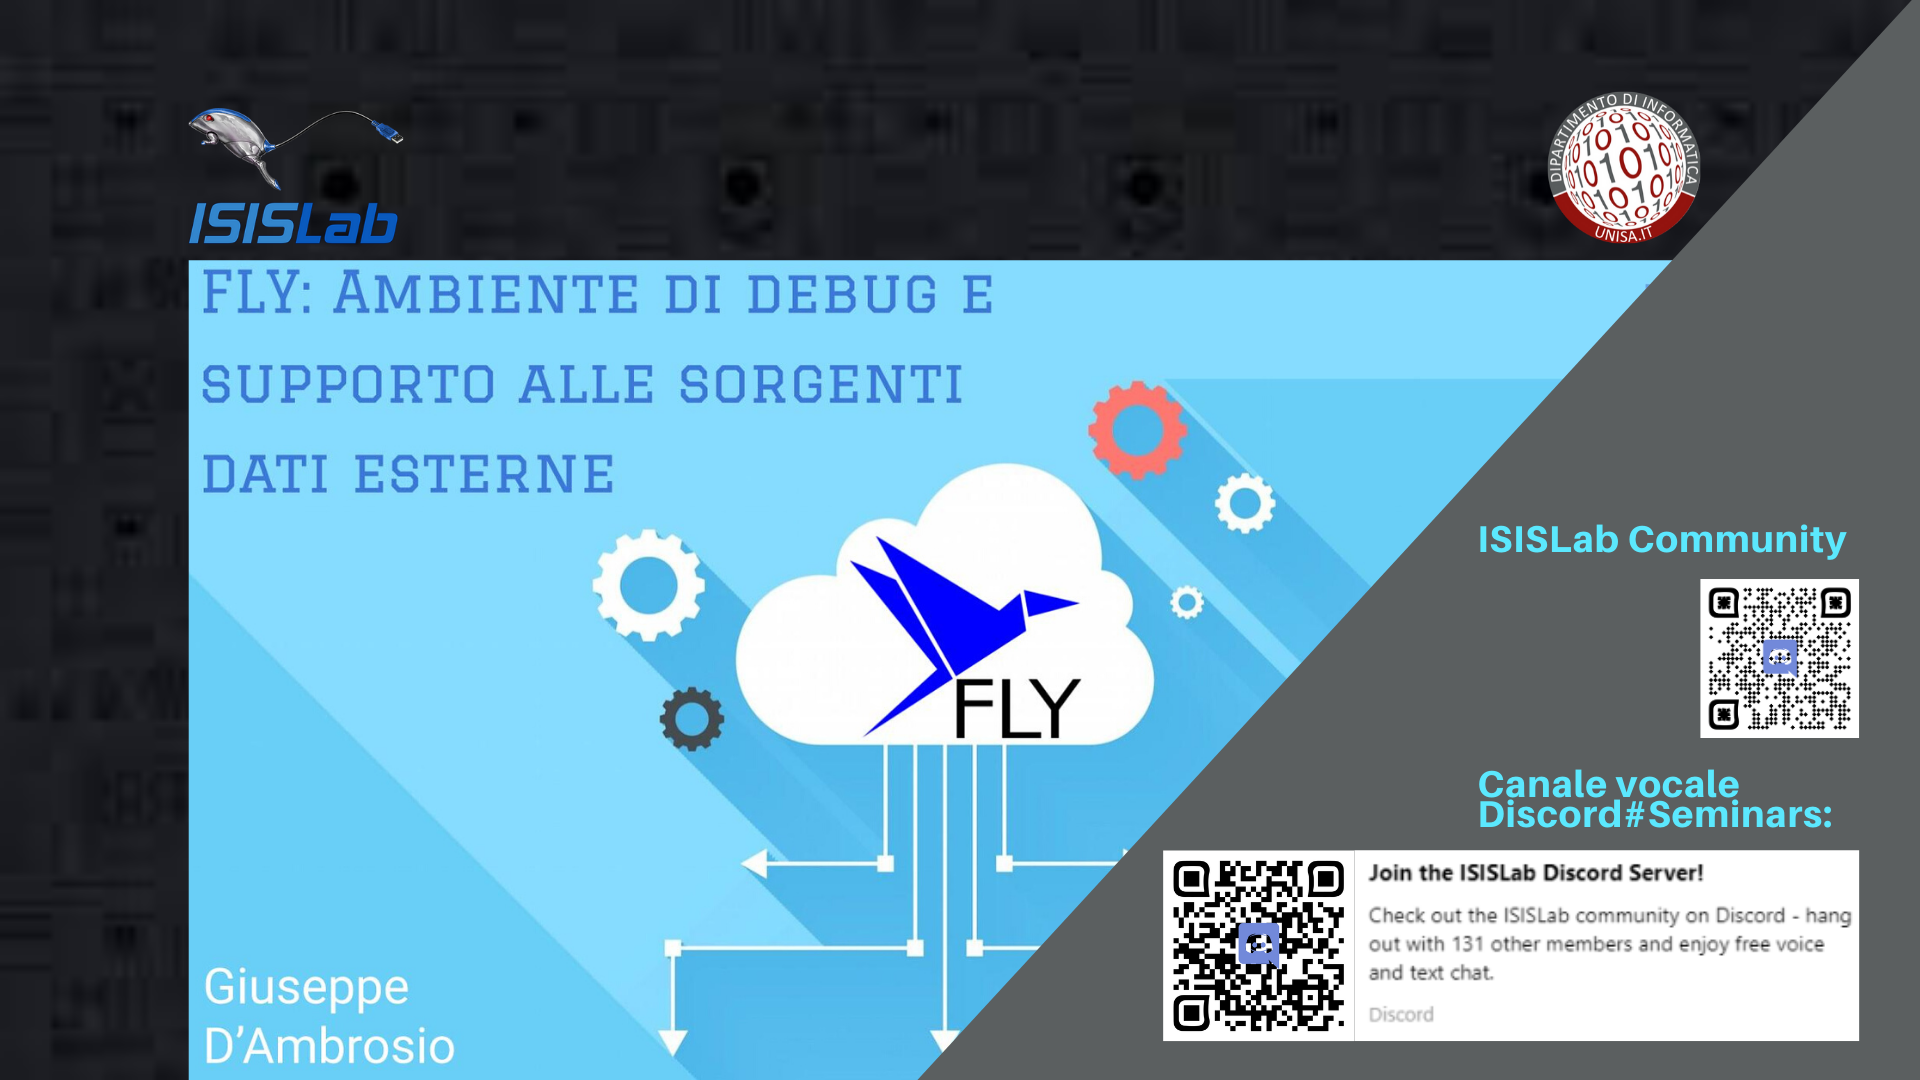 ISISLab
DIPARTIMENTO DI INFORMATICA
10101
UNISA.IT
FLY: Ambiente di debug e
supporto alle sorgenti
dati esterne
FLY
Giuseppe
D’Ambrosio
ISISLab Community
Canale vocale
Discord#Seminars:
Join the ISISLab Discord Server!
Check out the ISISLab community on Discord - hang
out with 131 other members and enjoy free voice
and text chat.
Discord